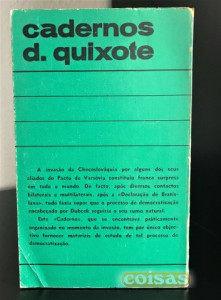 cadernos
d. quixote
A invasão da Checoslováquia por alguns dos seus
aliados do Pacto de Varsóvia constituiu franca surpresa
em todo o mundo. De facto, após diversos contactos
bilaterais e multilaterais, após a «Declaração de Bratis-
lava», tudo fazia supor que o processo de democratização
encabeçado por Dubcek seguiria o seu curso natural.
Este «Caderno», que se encontrava praticamente
organizado no momento da invasão, tem por único objec-
tivo fornecer materiais de estudo de tal processo de
democratização.
coisas